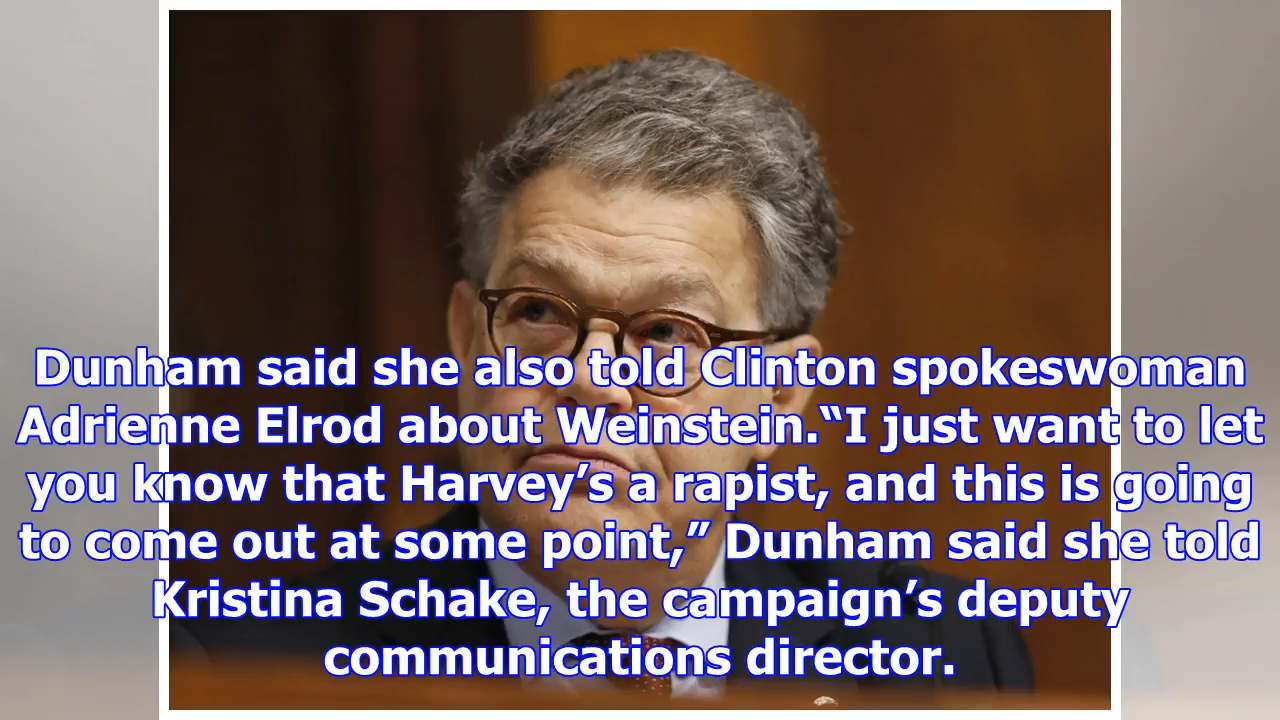 Dunham said she also told Clinton spokeswoman
Adrienne Elrod about Weinstein.“I just want to let
you know that Harvey’s a rapist, and this is going
to come out at some point,” Dunham said she told
Kristina Schake, the campaign’s deputy
communications director.